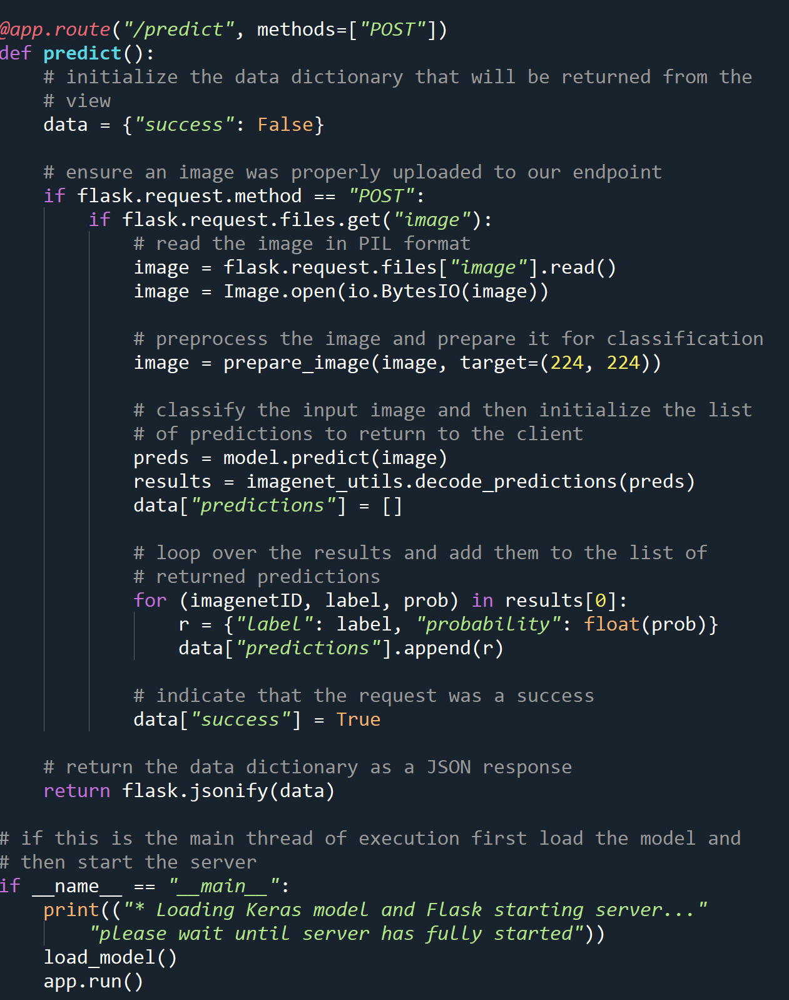 @app.route("/predict", methods=["POST"])
def predict():
    # initialize the data dictionary that will be returned from the
    # view
    data = {"success": False}

    # ensure an image was properly uploaded to our endpoint
    if flask.request.method == "POST":
        if flask.request.files.get("image"):
            # read the image in PIL format
            image = flask.request.files["image"].read()
            image = Image.open(io.BytesIO(image))

            # preprocess the image and prepare it for classification
            image = prepare_image(image, target=(224, 224))

            # classify the input image and then initialize the list
            # of predictions to return to the client
            preds = model.predict(image)
            results = imagenet_utils.decode_predictions(preds)
            data["predictions"] = []

            # loop over the results and add them to the list of
            # returned predictions
            for (imagenetID, label, prob) in results[0]:
                r = {"label": label, "probability": float(prob)}
                data["predictions"].append(r)

            # indicate that the request was a success
            data["success"] = True

    # return the data dictionary as a JSON response
    return flask.jsonify(data)

# if this is the main thread of execution first load the model and
# then start the server
if __name__ == "__main__":
    print(("* Loading Keras model and Flask starting server..."
        "please wait until server has fully started"))
    load_model()
    app.run()